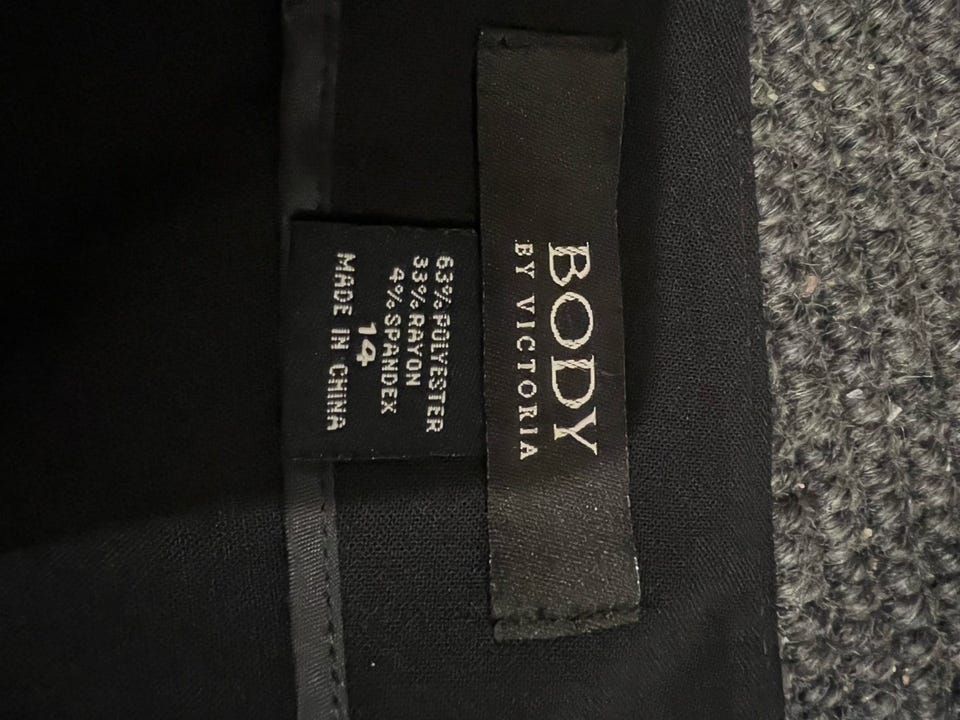 BODY
BY VICTORIA
63% POLYESTER
33% RAYON
4% SPANDEX
14
MADE IN CHINA